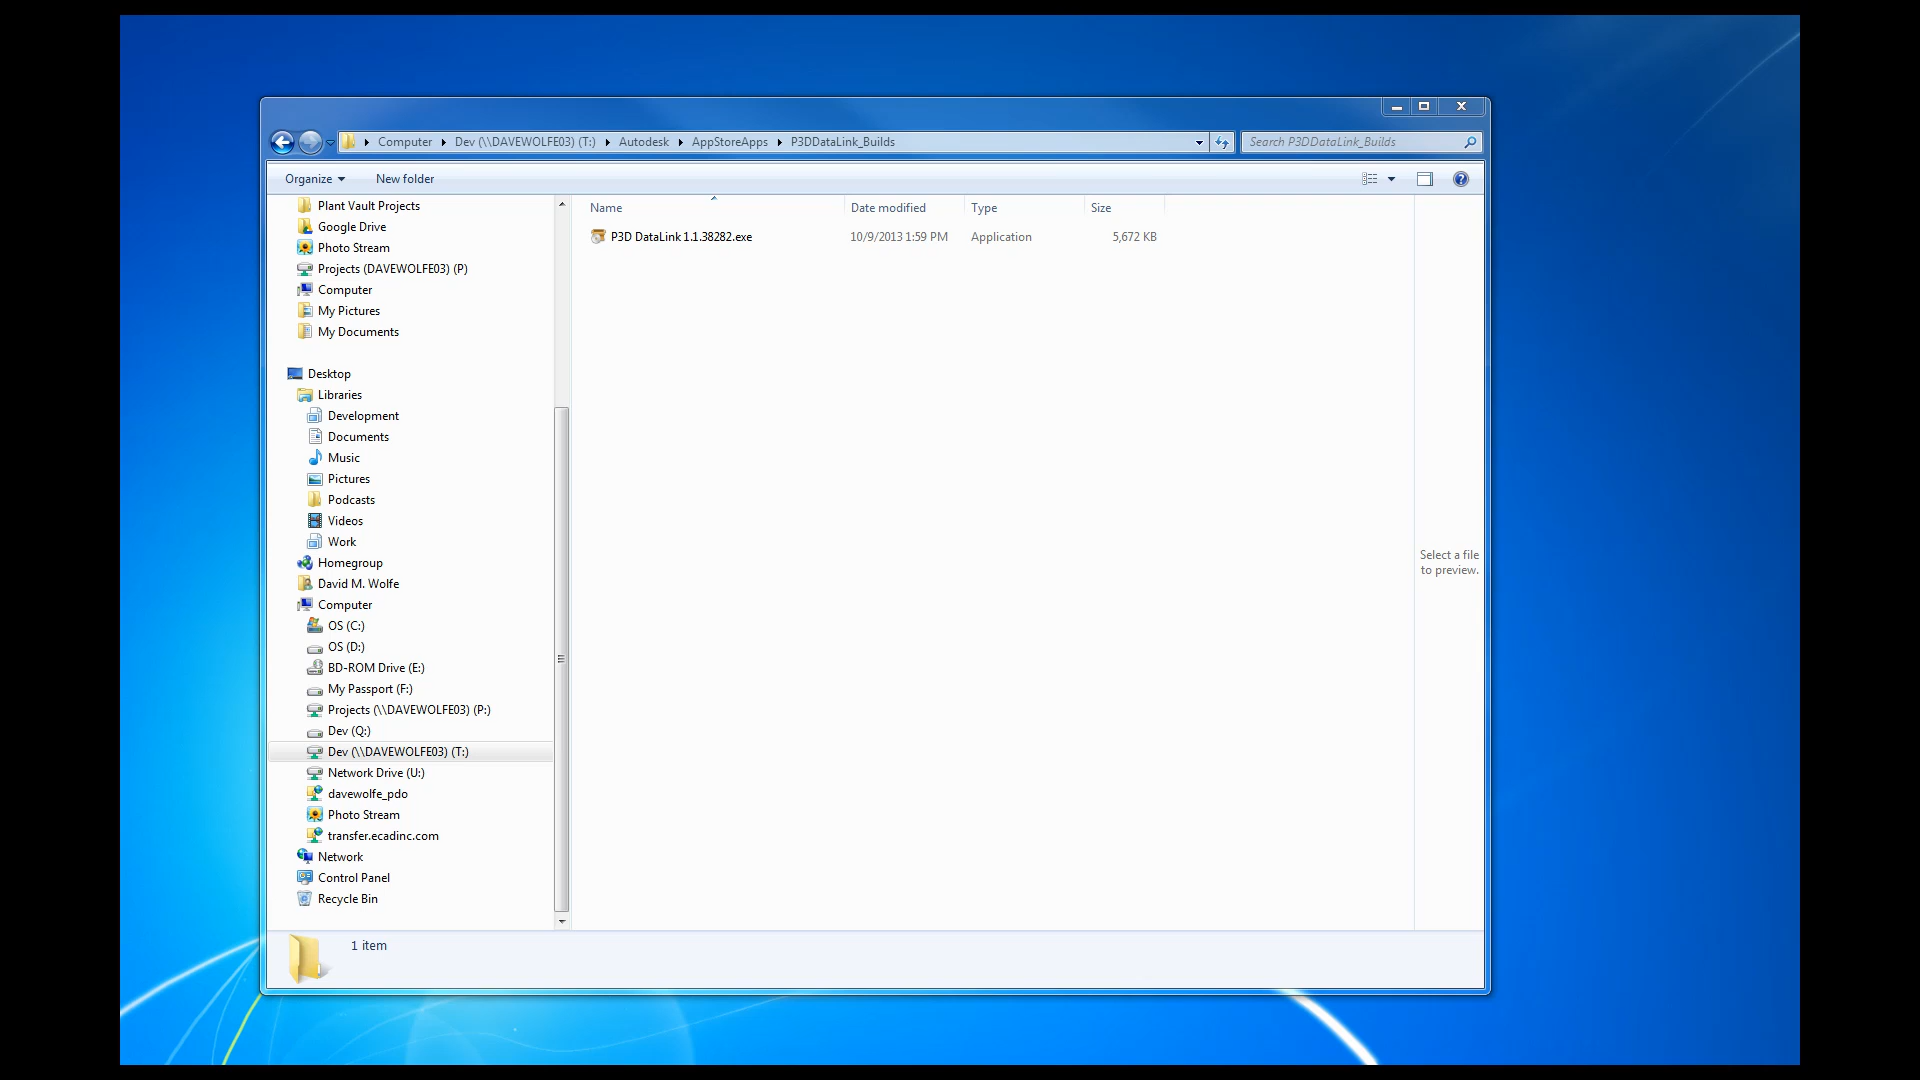 Computer Dev (\\DAVEWOLFE03) (T:) Autodesk AppStoreApps P3DDataLink_Builds
Search P3DDataLink_Builds
Organize New folder
Name Date modified Type Size
P3D DataLink 1.1.38282.exe 10/9/2013 1:59 PM Application 5,672 KB
Plant Vault Projects
Google Drive
Photo Stream
Projects (DAVEWOLFE03) (P)
Computer
My Pictures
My Documents
Desktop
Libraries
Development
Documents
Music
Pictures
Podcasts
Videos
Work
Homegroup
David M. Wolfe
Computer
OS (C:)
OS (D:)
BD-ROM Drive (E:)
My Passport (F:)
Projects (\\DAVEWOLFE03) (P:)
Dev (Q:)
Dev (\\DAVEWOLFE03) (T:)
Network Drive (U:)
davewolfe_pdo
Photo Stream
transfer.ecadinc.com
Network
Control Panel
Recycle Bin
Select a file
to preview.
1 item